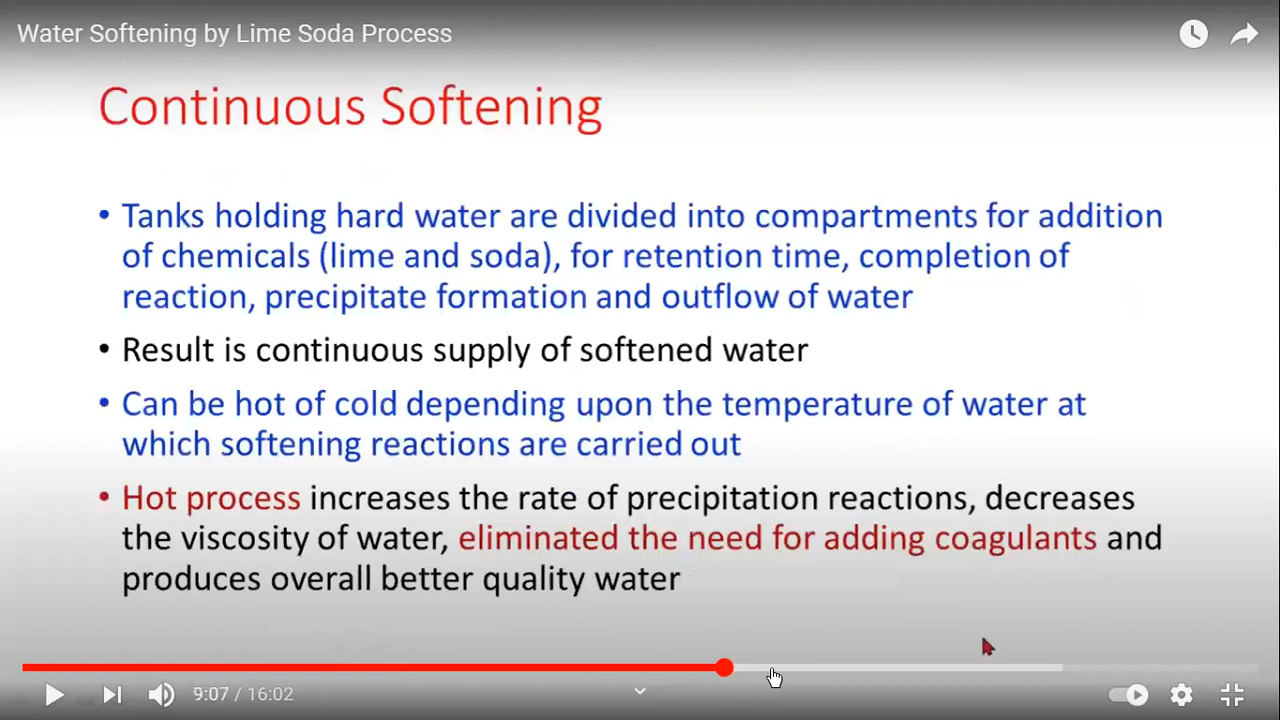 Water Softening by Lime Soda Process
Continuous Softening
• Tanks holding hard water are divided into compartments for addition
of chemicals (lime and soda), for retention time, completion of
reaction, precipitate formation and outflow of water
• Result is continuous supply of softened water
• Can be hot of cold depending upon the temperature of water at
which softening reactions are carried out
• Hot process increases the rate of precipitation reactions, decreases
the viscosity of water, eliminated the need for adding coagulants and
produces overall better quality water
9:07 / 16:02